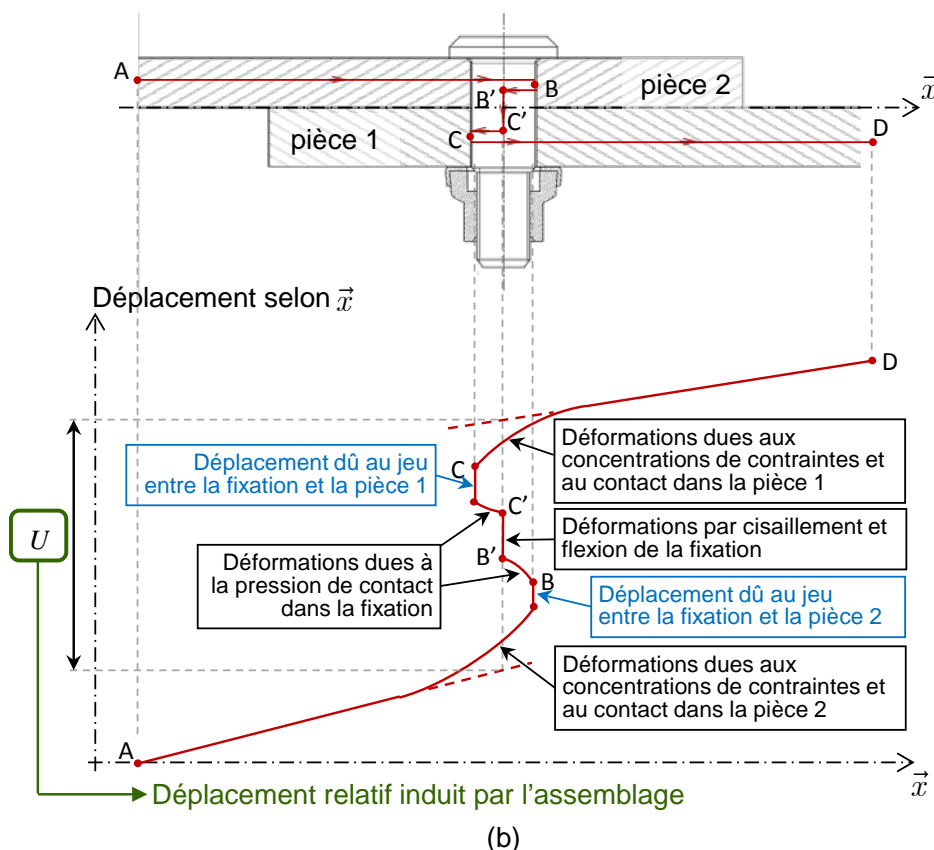 A
B
pièce 2
x⃗
B'
C'
C
pièce 1
D
Déplacement selon x⃗
D
Déformations dues aux
concentrations de contraintes et
au contact dans la pièce 1
Déplacement dû au jeu
entre la fixation et la pièce 1
C
C'
Déformations par cisaillement et
flexion de la fixation
U
Déformations dues à
la pression de contact
dans la fixation
B'
B
Déplacement dû au jeu
entre la fixation et la pièce 2
Déformations dues aux
concentrations de contraintes et
au contact dans la pièce 2
A
x⃗
Déplacement relatif induit par l'assemblage
(b)